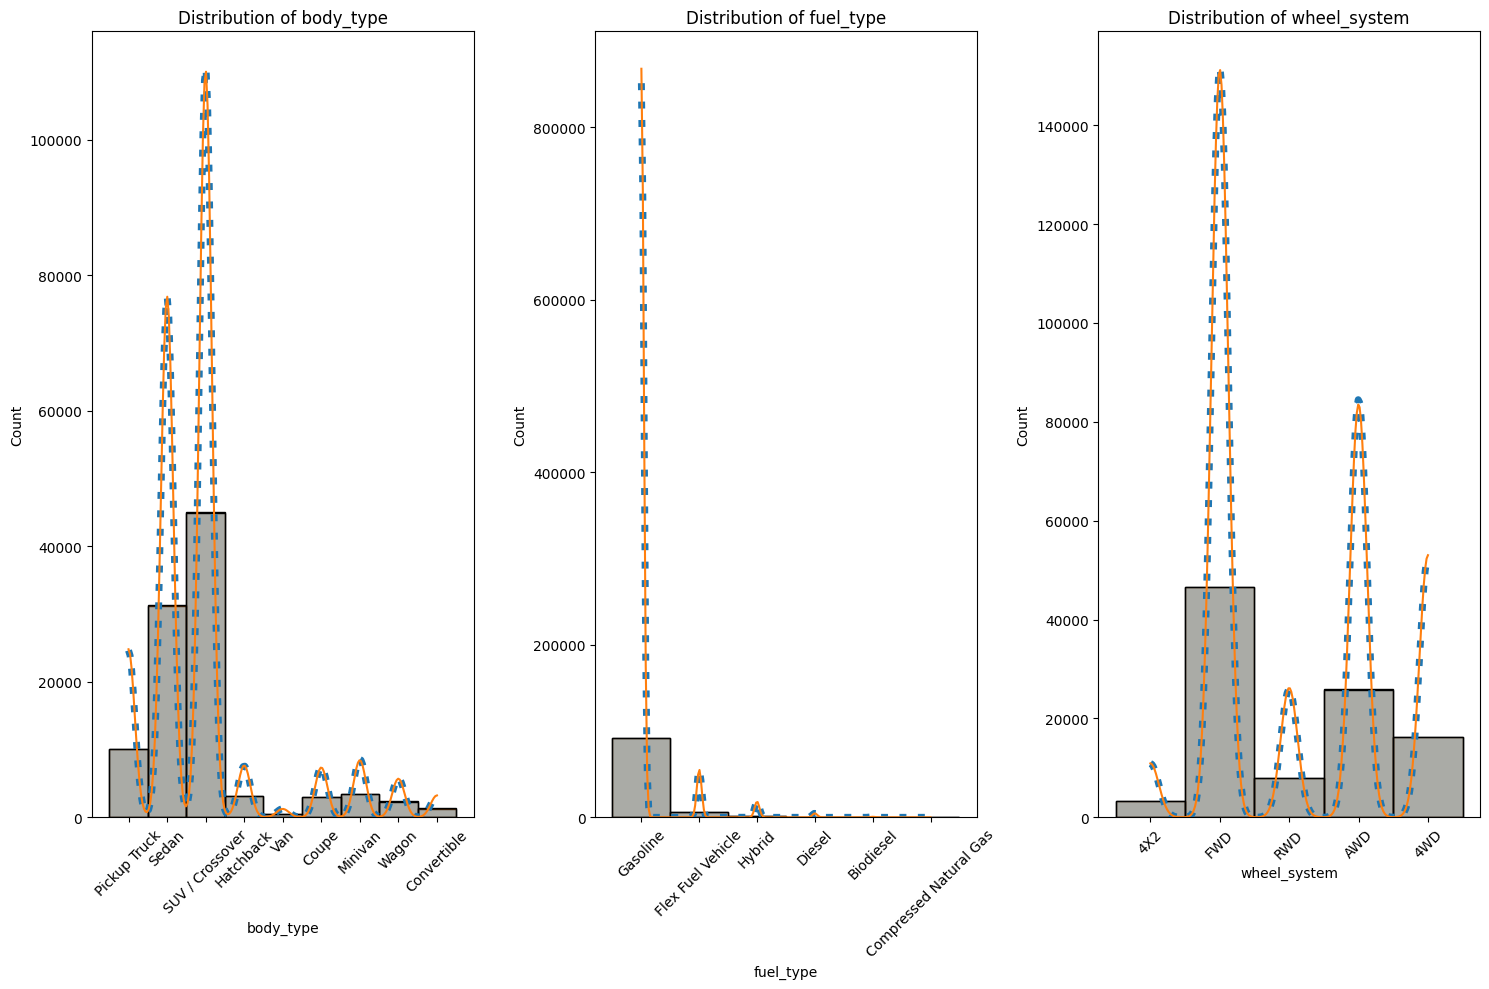 Distribution of body_type
Count
100000
80000
60000
40000
20000
0
Pickup Truck
Sedan
SUV / Crossover
Hatchback
Van
Coupe
Minivan
Wagon
Convertible
body_type
Distribution of fuel_type
Count
800000
600000
400000
200000
0
Gasoline
Flex Fuel Vehicle
Hybrid
Diesel
Biodiesel
Compressed Natural Gas
fuel_type
Distribution of wheel_system
Count
140000
120000
100000
80000
60000
40000
20000
0
4X2
FWD
RWD
AWD
4WD
wheel_system